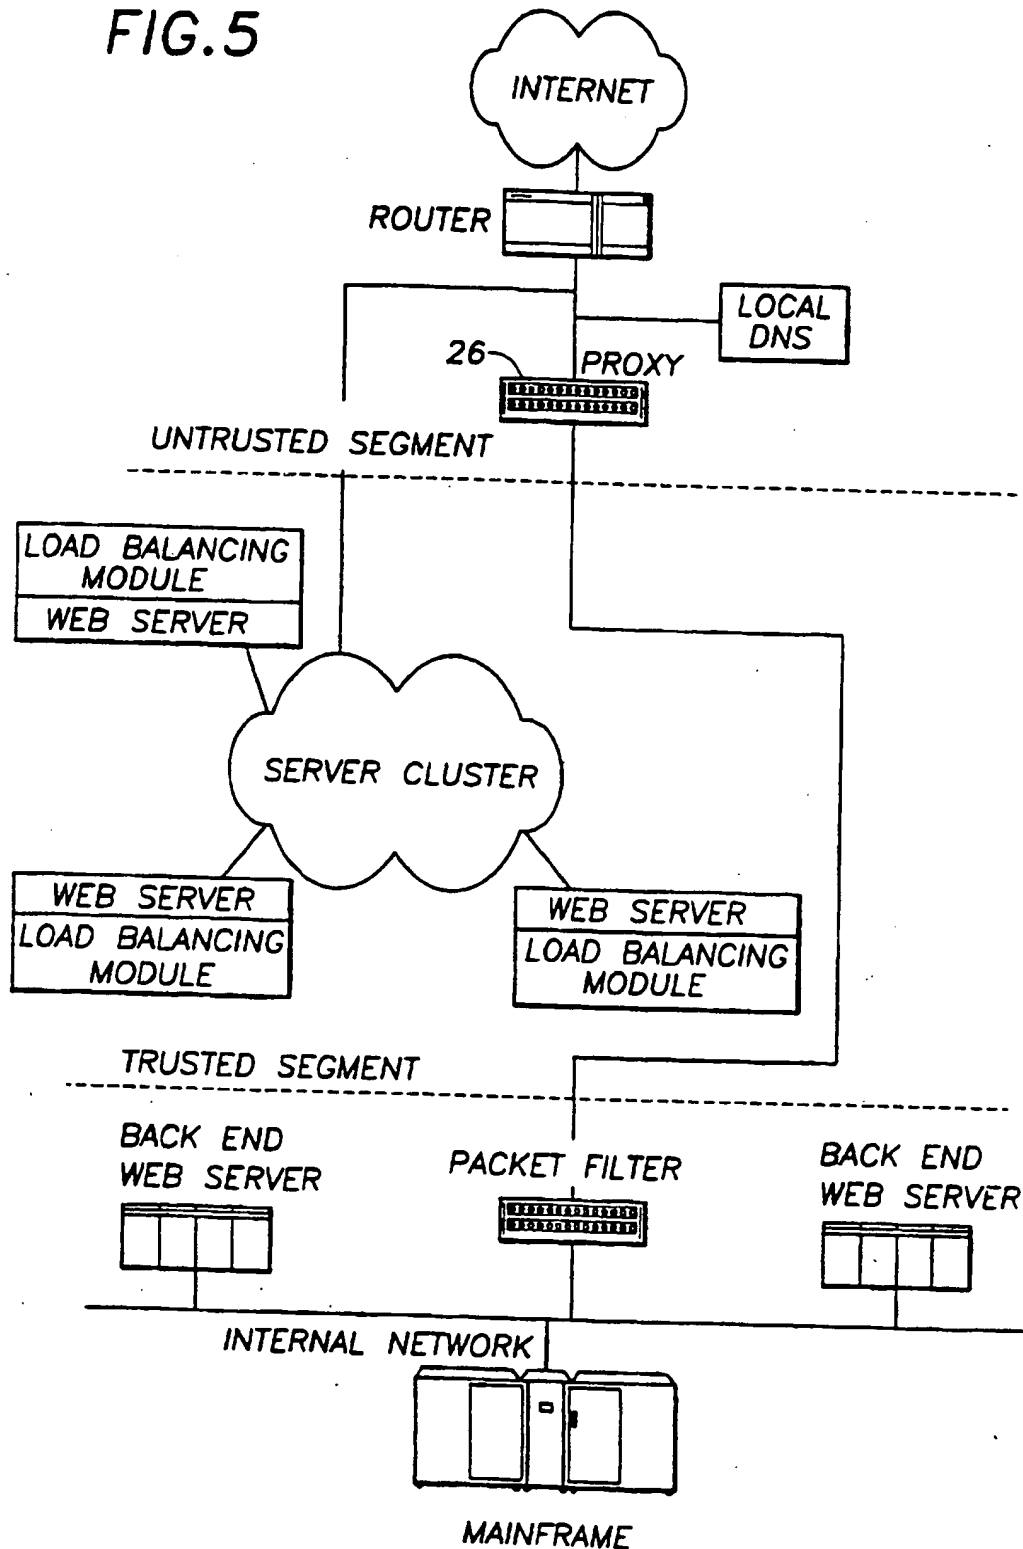 FIG.5
INTERNET
ROUTER
LOCAL
DNS
26
PROXY
UNTRUSTED SEGMENT
LOAD BALANCING
MODULE
WEB SERVER
SERVER CLUSTER
WEB SERVER
LOAD BALANCING
MODULE
WEB SERVER
LOAD BALANCING
MODULE
TRUSTED SEGMENT
BACK END
WEB SERVER
PACKET FILTER
BACK END
WEB SERVER
INTERNAL NETWORK
MAINFRAME